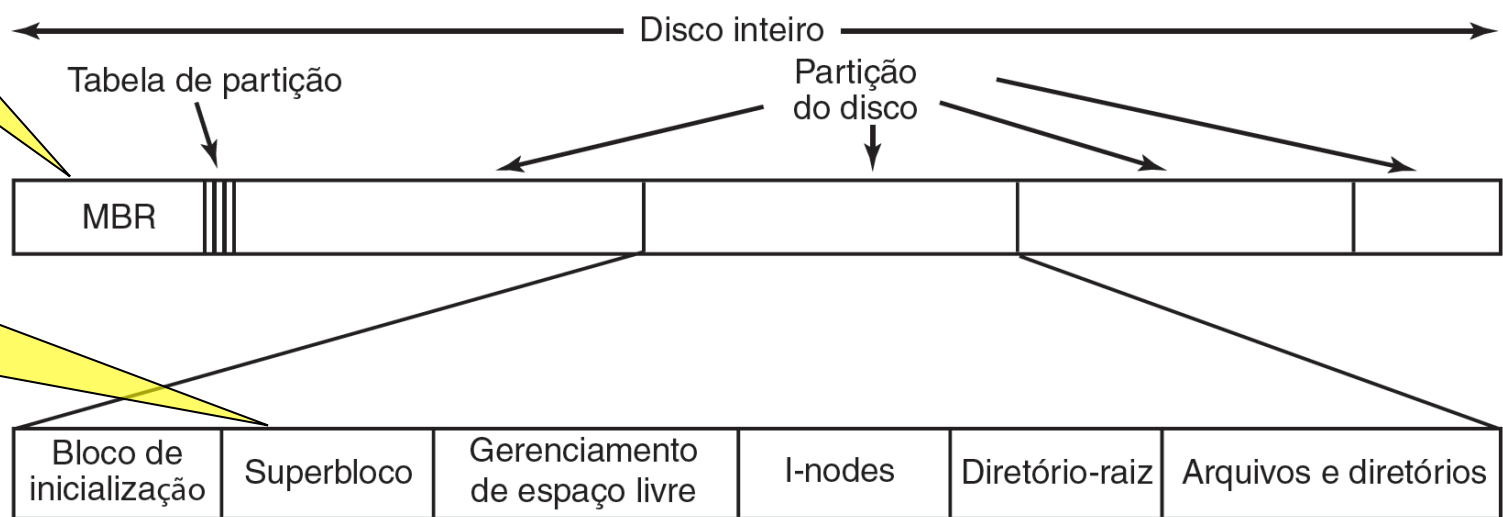 Disco inteiro
Tabela de partição
Partição
do disco
MBR
Bloco de
inicialização
Superbloco
Gerenciamento
de espaço livre
I-nodes
Diretório-raiz
Arquivos e diretórios